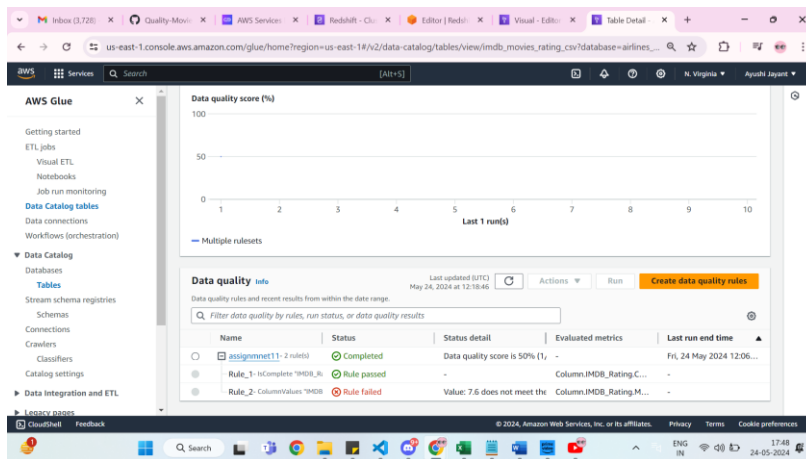 Inbox (3,728)
Quality-Movie
AWS Services
Redshift - Clu
Editor | Redsh
Visual - Editor
Table Detail -
us-east-1.console.aws.amazon.com/glue/home?region=us-east-1#/v2/data-catalog/tables/view/imdb_movies_rating_csv?database=airlines_...
aws
Services
Search
[Alt+S]
N. Virginia
Ayushi Jayant
AWS Glue
Getting started
ETL jobs
Visual ETL
Notebooks
Job run monitoring
Data Catalog tables
Data connections
Workflows (orchestration)
Data Catalog
Databases
Tables
Stream schema registries
Schemas
Connections
Crawlers
Classifiers
Catalog settings
Data Integration and ETL
Legacy pages
Data quality score (%)
100
50
0
1 2 3 4 5 6 7 8 9 10
Last 1 run(s)
Multiple rulesets
Data quality Info
Last updated (UTC)
May 24, 2024 at 12:18:46
Actions
Run
Create data quality rules
Data quality rules and recent results from within the date range.
Filter data quality by rules, run status, or data quality results
Name Status Status detail Evaluated metrics Last run end time
assignmnet11 - 2 rule(s) Completed Data quality score is 50% (1/ - Fri, 24 May 2024 12:06...
Rule_1 - IsComplete "IMDB_R Rule passed - Column.IMDB_Rating.C... -
Rule_2 - ColumnValues "IMDB Rule failed Value: 7.6 does not meet the Column.IMDB_Rating.M... -
CloudShell Feedback © 2024, Amazon Web Services, Inc. or its affiliates. Privacy Terms Cookie preferences
Search
ENG
IN
17:48
24-05-2024